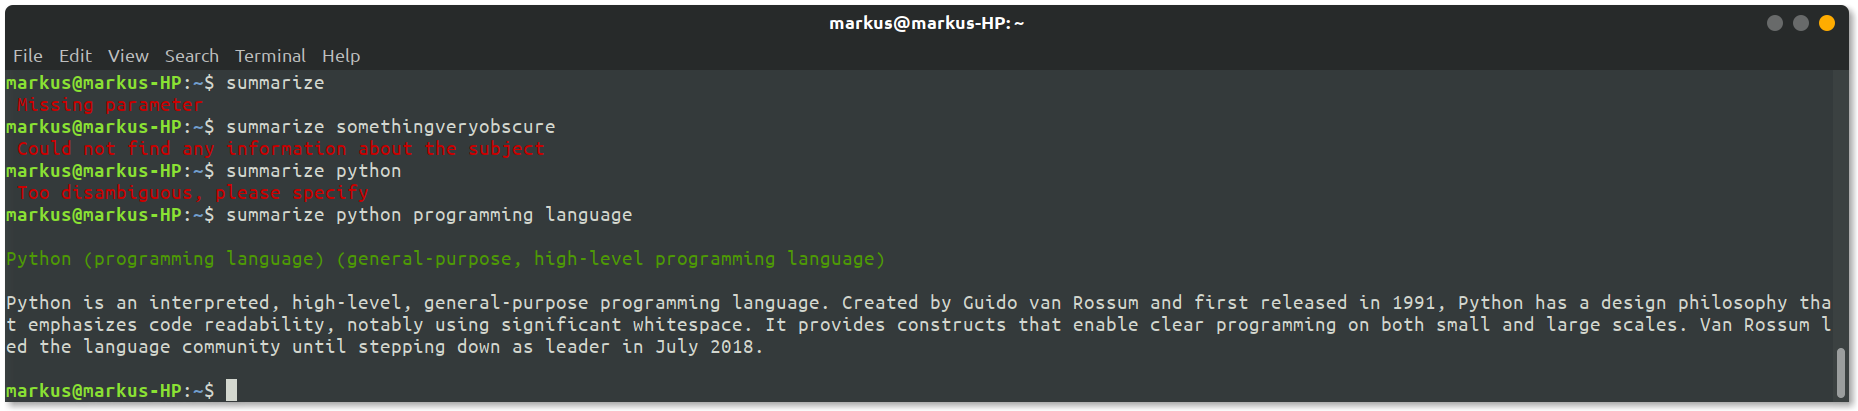 markus@markus-HP: ~
File Edit View Search Terminal Help
markus@markus-HP:~$ summarize
Missing parameter
markus@markus-HP:~$ summarize somethingveryobscure
Could not find any information about the subject
markus@markus-HP:~$ summarize python
Too disambiguous, please specify
markus@markus-HP:~$ summarize python programming language
Python (programming language) (general-purpose, high-level programming language)
Python is an interpreted, high-level, general-purpose programming language. Created by Guido van Rossum and first released in 1991, Python has a design philosophy tha
t emphasizes code readability, notably using significant whitespace. It provides constructs that enable clear programming on both small and large scales. Van Rossum l
ed the language community until stepping down as leader in July 2018.
markus@markus-HP:~$